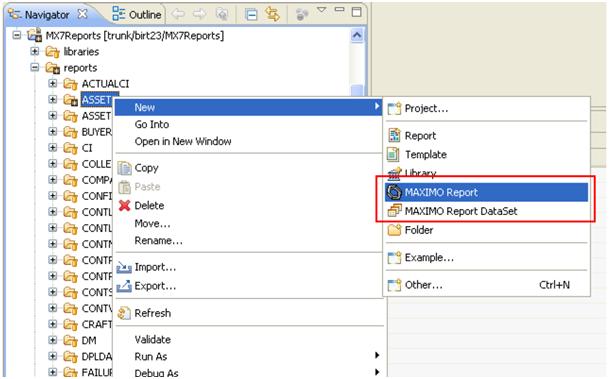 Navigator
Outline
MX7Reports [trunk/birt23/MX7Reports]
libraries
reports
ACTUALCI
ASSET
ASSET
BUYER
CI
COLLE
COMPA
CONFI
CONTL
CONTL
CONTM
CONTP
CONTR
CONTS
CONTV
CRAFT
DM
DPLDA
FAILUR
New
Go Into
Open in New Window
Copy
Paste
Delete
Move...
Rename...
Import...
Export...
Refresh
Validate
Run As
Debug As
Project...
Report
Template
Library
MAXIMO Report
MAXIMO Report DataSet
Folder
Example...
Other... Ctrl+N